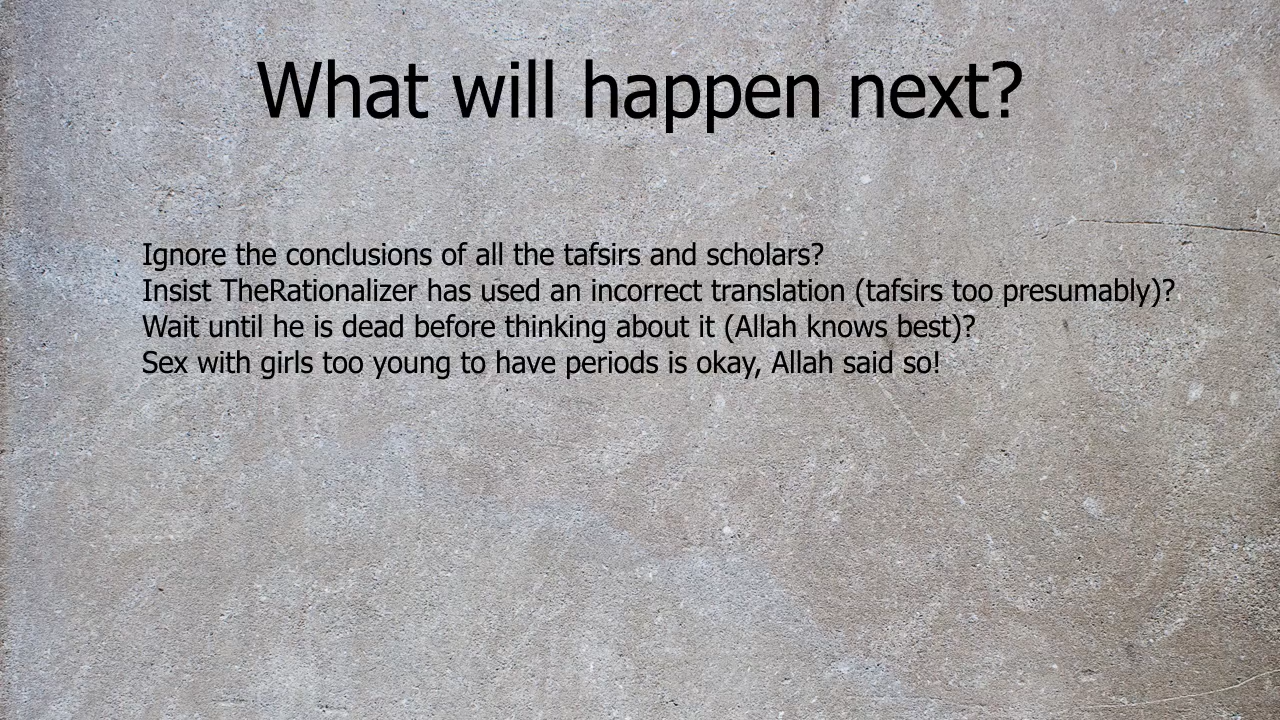 What will happen next?
Ignore the conclusions of all the tafsirs and scholars?
Insist TheRationalizer has used an incorrect translation (tafsirs too presumably)?
Wait until he is dead before thinking about it (Allah knows best)?
Sex with girls too young to have periods is okay, Allah said so!